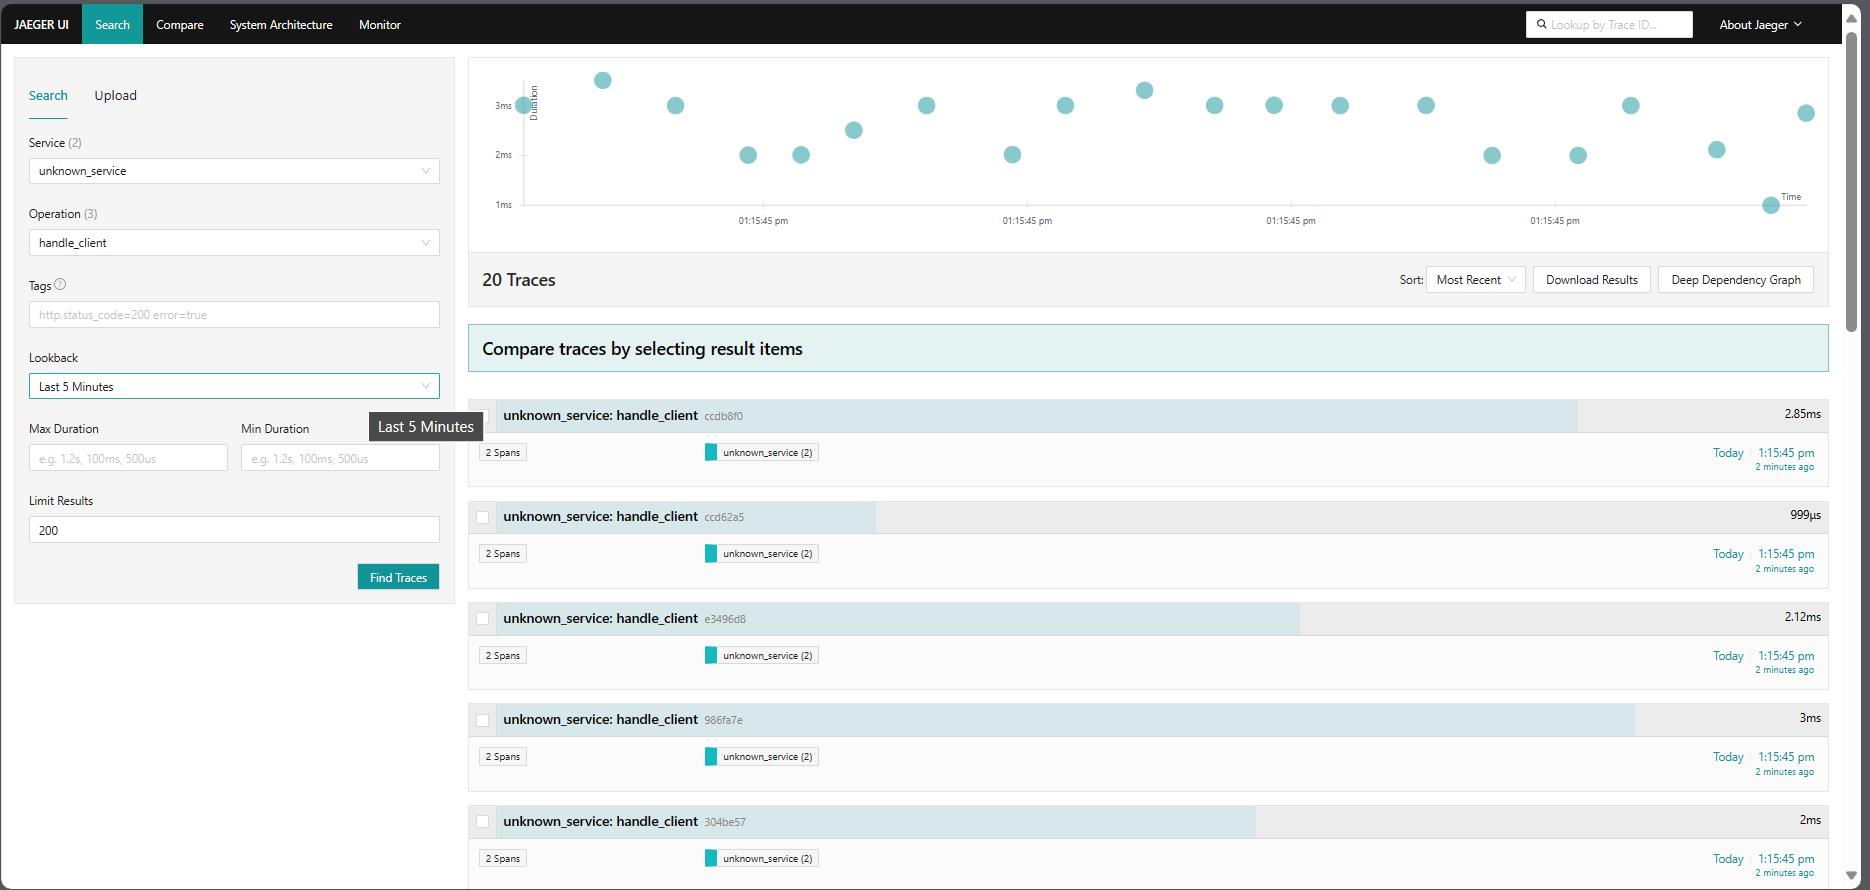 JAEGER UI Search Compare System Architecture Monitor Lookup by Trace ID... About Jaeger
Search Upload
Service (2)
unknown_service
Operation (3)
handle_client
Tags ?
http.status_code=200 error=true
Lookback
Last 5 Minutes
Last 5 Minutes
Max Duration Min Duration
e.g. 1.2s, 100ms, 500us e.g. 1.2s, 100ms, 500us
Limit Results
200
Find Traces
Duration
3ms
2ms
1ms
Time
01:15:45 pm 01:15:45 pm 01:15:45 pm 01:15:45 pm
20 Traces Sort: Most Recent Download Results Deep Dependency Graph
Compare traces by selecting result items
unknown_service: handle_client ccdb8f0 2.85ms
2 Spans unknown_service (2) Today 1:15:45 pm
2 minutes ago
unknown_service: handle_client ccd62a5 999μs
2 Spans unknown_service (2) Today 1:15:45 pm
2 minutes ago
unknown_service: handle_client e3496d8 2.12ms
2 Spans unknown_service (2) Today 1:15:45 pm
2 minutes ago
unknown_service: handle_client 986fa7e 3ms
2 Spans unknown_service (2) Today 1:15:45 pm
2 minutes ago
unknown_service: handle_client 304be57 2ms
2 Spans unknown_service (2) Today 1:15:45 pm
2 minutes ago